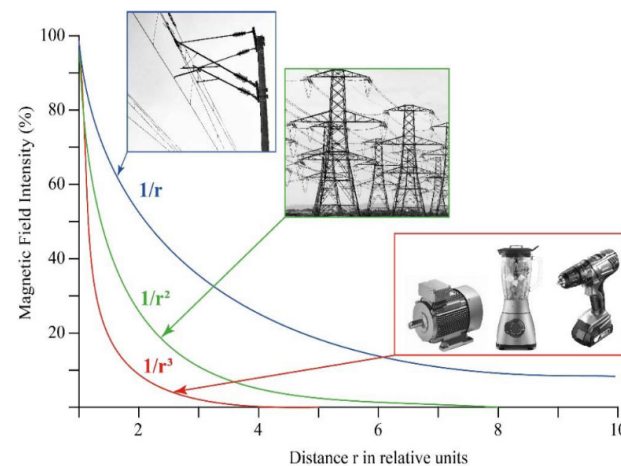 Magnetic Field Intensity (%)
100
80
60
40
20
1/r
1/r²
1/r³
2
4
6
8
10
Distance r in relative units